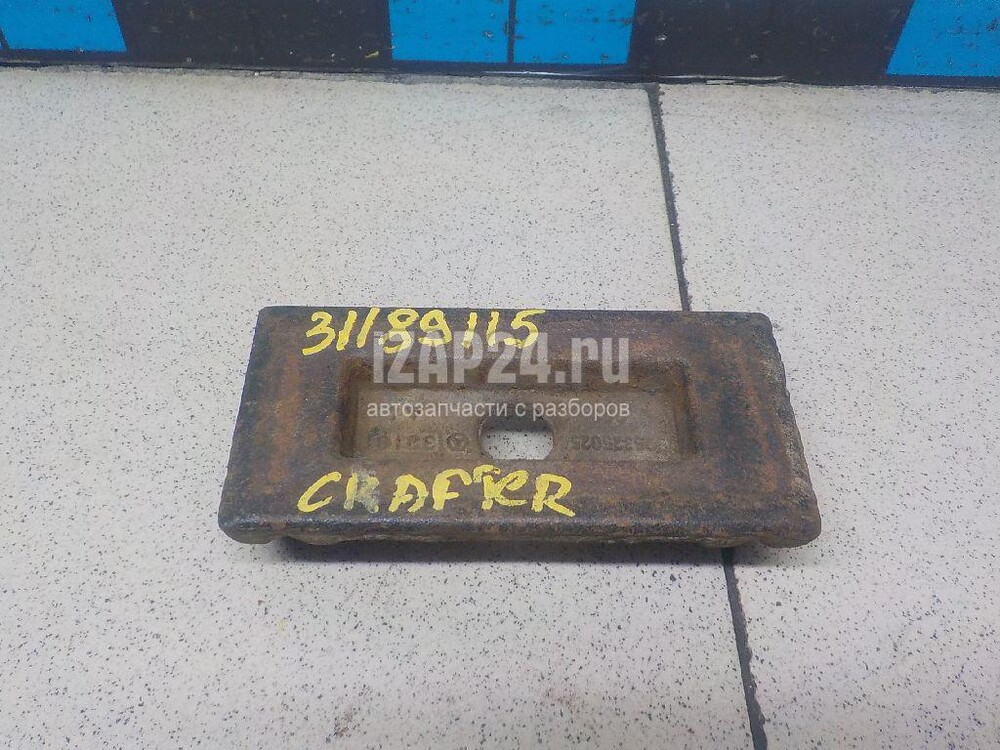 31189115
iZAP24.ru
автозапчасти с разборов
CRAFTER